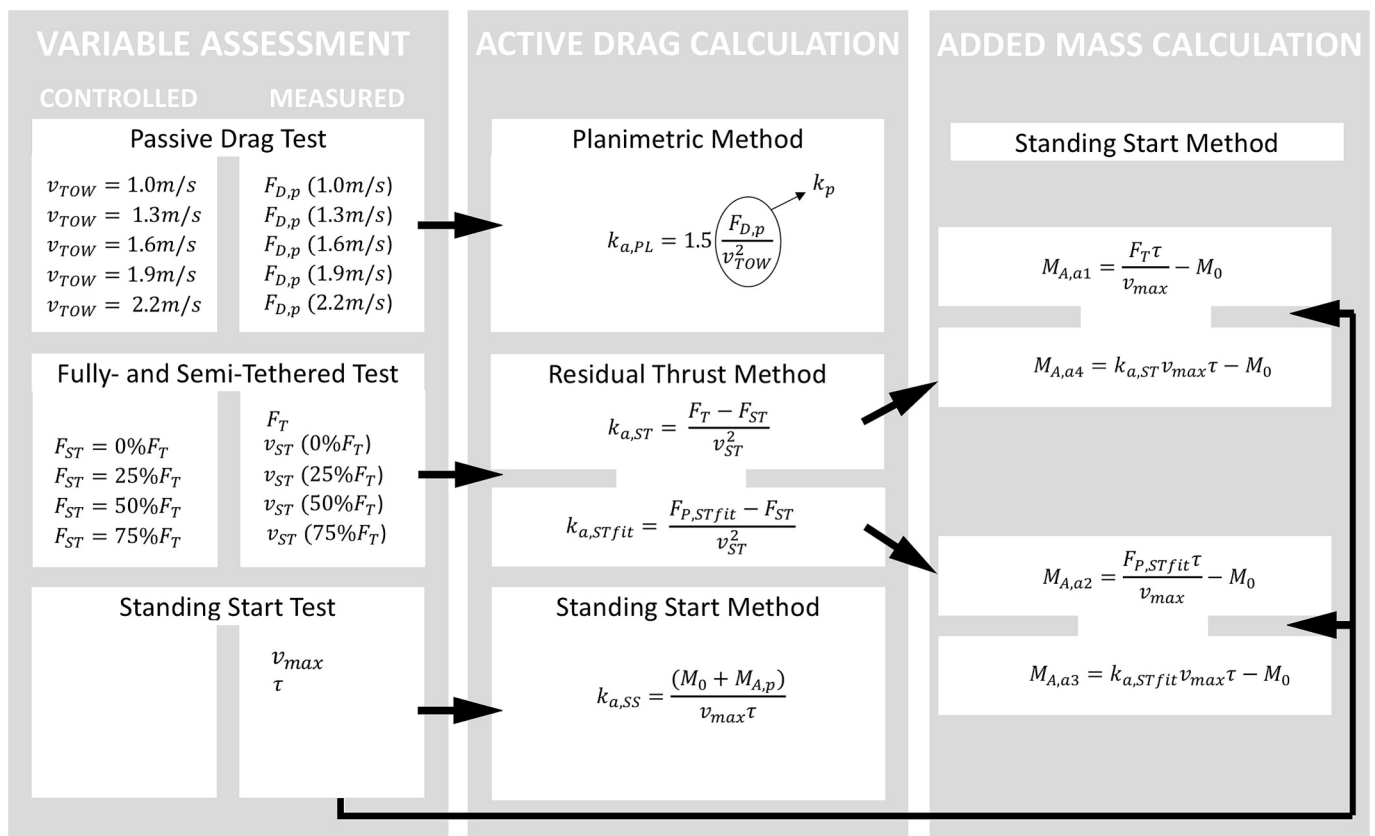 VARIABLE ASSESSMENT
CONTROLLED MEASURED
Passive Drag Test
v_TOW = 1.0m/s F_D,p (1.0m/s)
v_TOW = 1.3m/s F_D,p (1.3m/s)
v_TOW = 1.6m/s F_D,p (1.6m/s)
v_TOW = 1.9m/s F_D,p (1.9m/s)
v_TOW = 2.2m/s F_D,p (2.2m/s)
Fully- and Semi-Tethered Test
F_T
F_ST = 0%F_T v_ST (0%F_T)
F_ST = 25%F_T v_ST (25%F_T)
F_ST = 50%F_T v_ST (50%F_T)
F_ST = 75%F_T v_ST (75%F_T)
Standing Start Test
v_max
τ
ACTIVE DRAG CALCULATION
Planimetric Method
k_p
k_a,PL = 1.5 F_D,p / v_TOW^2
Residual Thrust Method
k_a,ST = (F_T − F_ST) / v_ST^2
k_a,STfit = (F_P,STfit − F_ST) / v_ST^2
Standing Start Method
k_a,SS = (M_0 + M_A,p) / v_max τ
ADDED MASS CALCULATION
Standing Start Method
M_A,a1 = F_T τ / v_max − M_0
M_A,a4 = k_a,ST v_max τ − M_0
M_A,a2 = F_P,STfit τ / v_max − M_0
M_A,a3 = k_a,STfit v_max τ − M_0